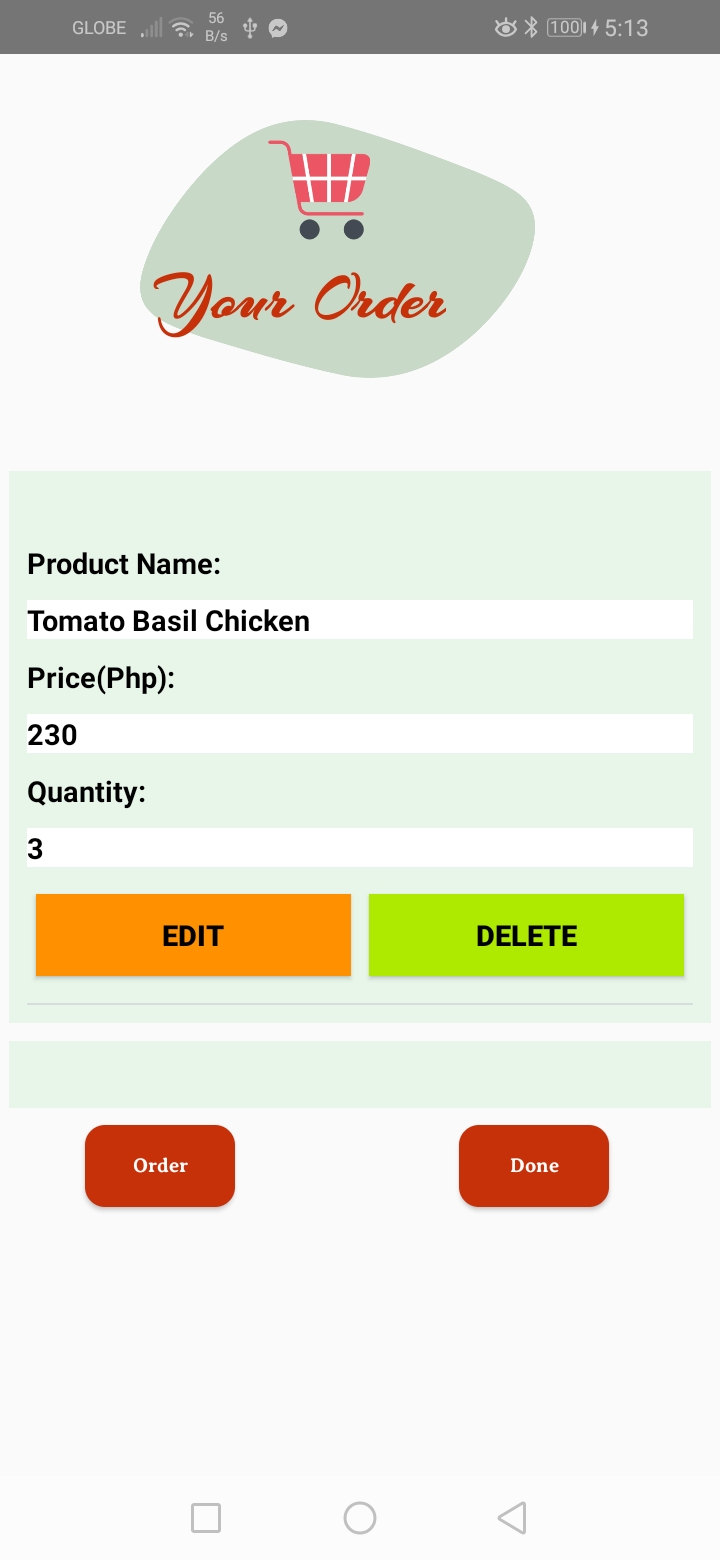 GLOBE 56 B/s 100 5:13
Your Order
Product Name:
Tomato Basil Chicken
Price(Php):
230
Quantity:
3
EDIT DELETE
Order Done